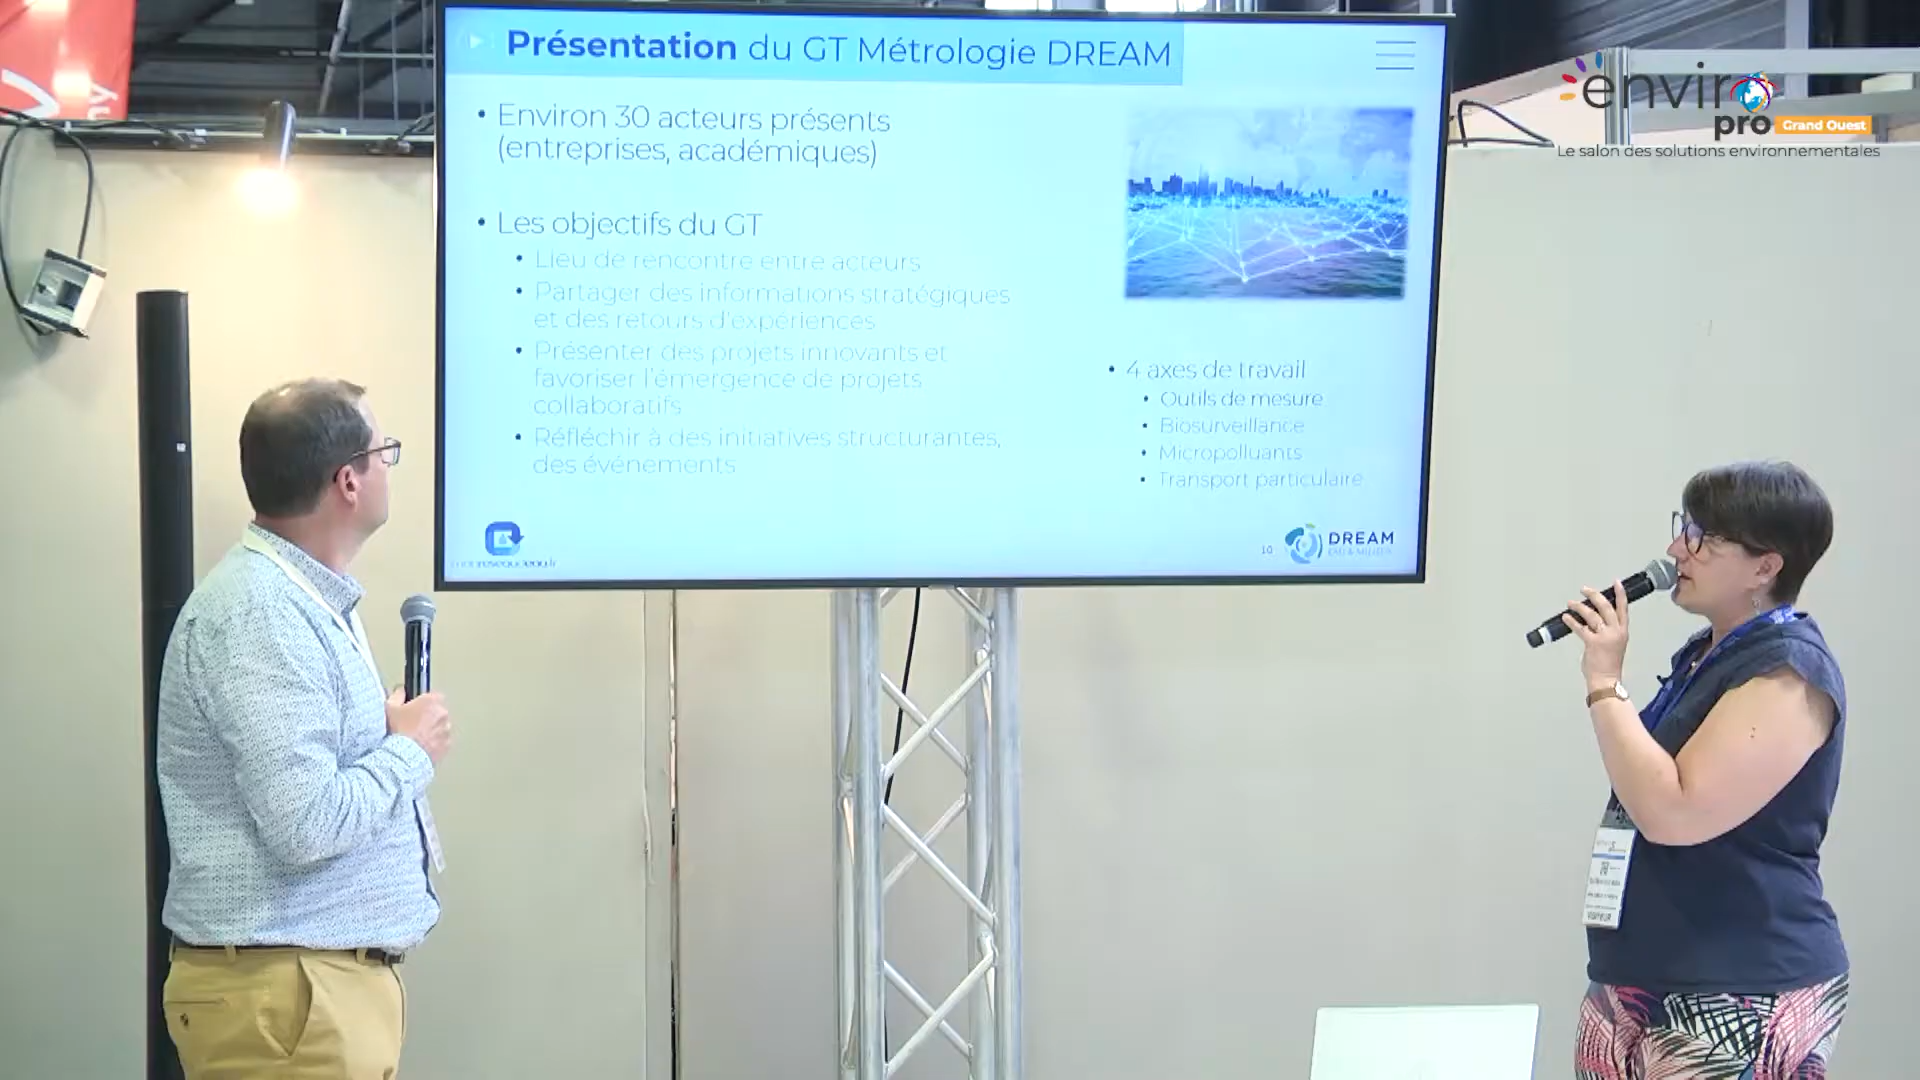 Présentation du GT Métrologie DREAM
• Environ 30 acteurs présents
(entreprises, académiques)
• Les objectifs du GT
• Lieu de rencontre entre acteurs
• Partager des informations stratégiques
et des retours d'expériences
• Présenter des projets innovants et
favoriser l'émergence de projets
collaboratifs
• Réfléchir à des initiatives structurantes,
des événements
• 4 axes de travail
• Outils de mesure
• Biosurveillance
• Micropolluants
• Transport particulaire
10
DREAM
EAU & MILIEUX
enviro
pro Grand Ouest
Le salon des solutions environnementales
VISITEUR